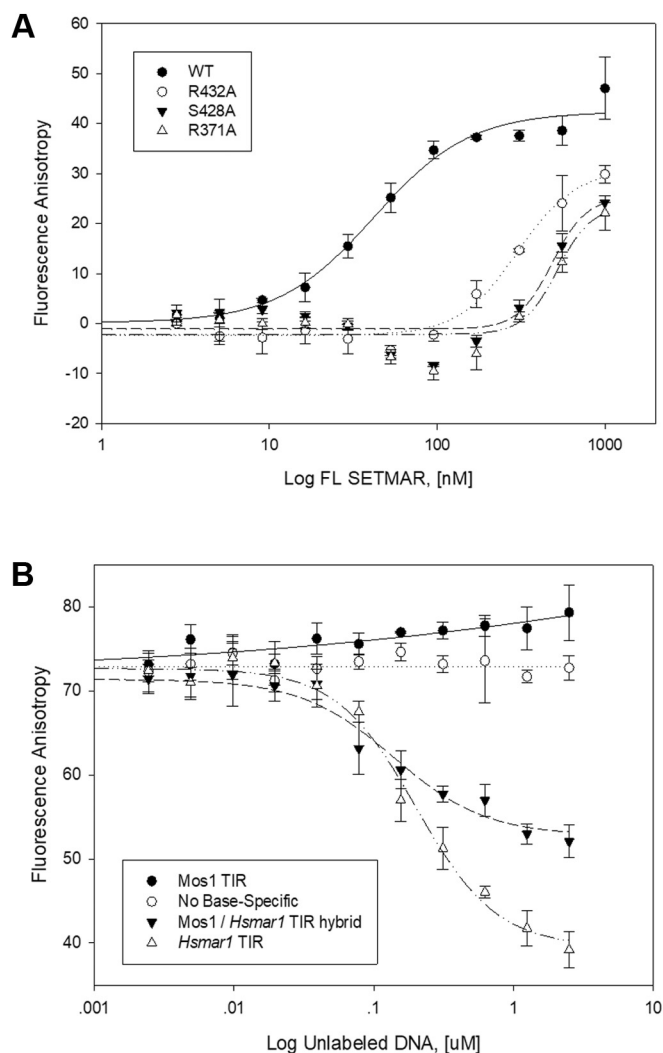 A
60
50
40
30
20
10
0
-10
-20
Fluorescence Anisotropy
WT
R432A
S428A
R371A
1 10 100 1000
Log FL SETMAR, [nM]
B
80
70
60
50
40
Fluorescence Anisotropy
Mos1 TIR
No Base-Specific
Mos1 / Hsmar1 TIR hybrid
Hsmar1 TIR
.001 .01 .1 1 10
Log Unlabeled DNA, [uM]